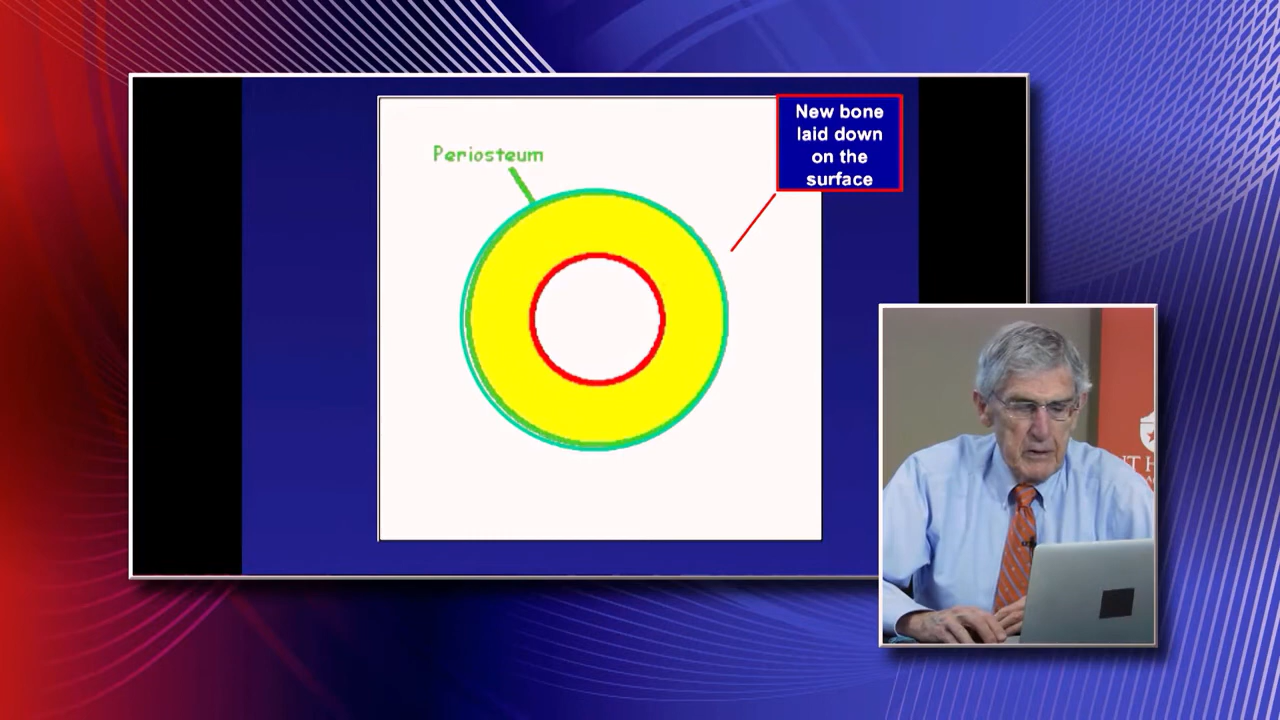 Periosteum
New bone
laid down
on the
surface